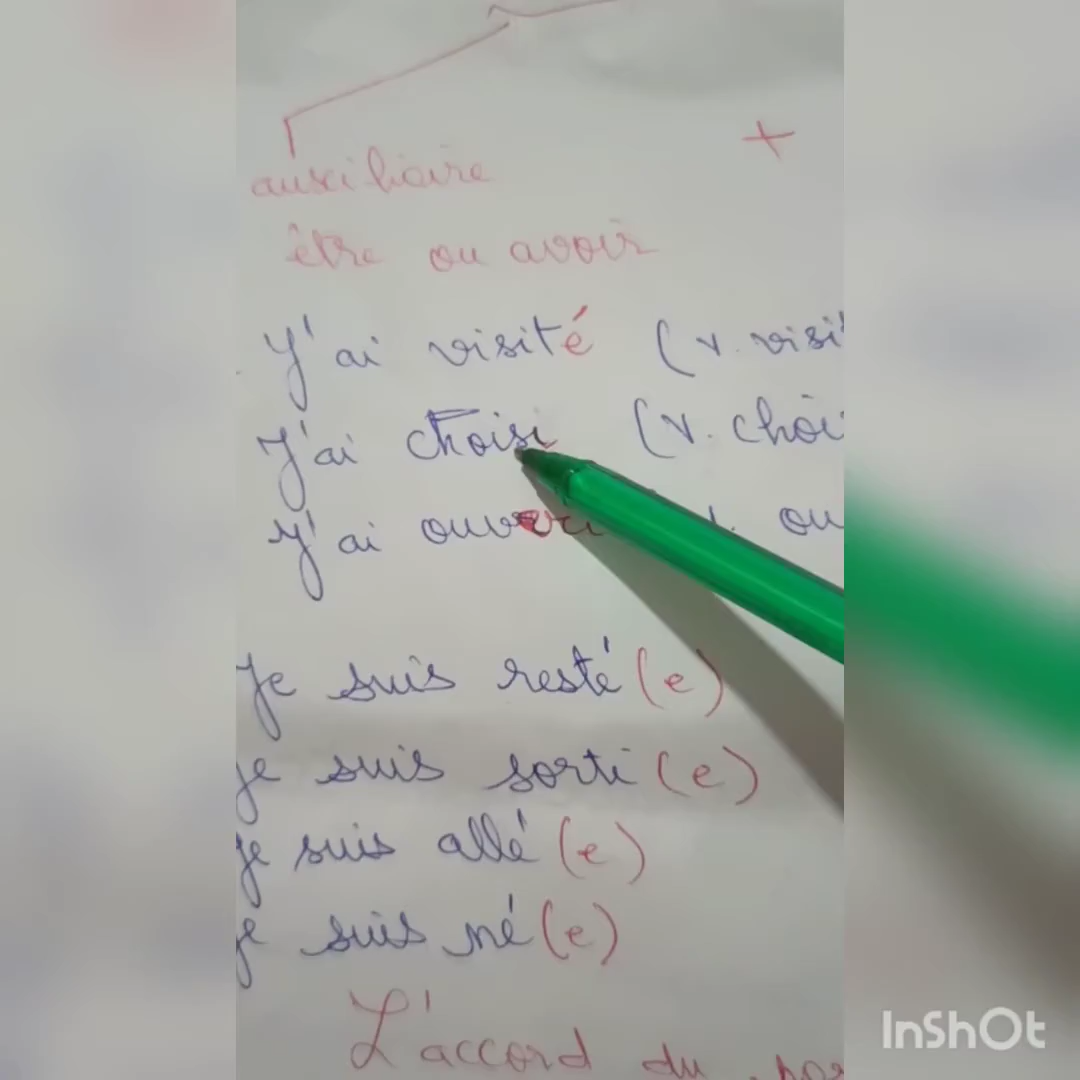 +
auxiliaire
être ou avoir
J'ai visité (v. visi
J'ai choisi (v. choi
J'ai ouvert ou
Je suis resté(e)
je suis sorti(e)
je suis allé(e)
je suis né(e)
L'accord du
InShOt